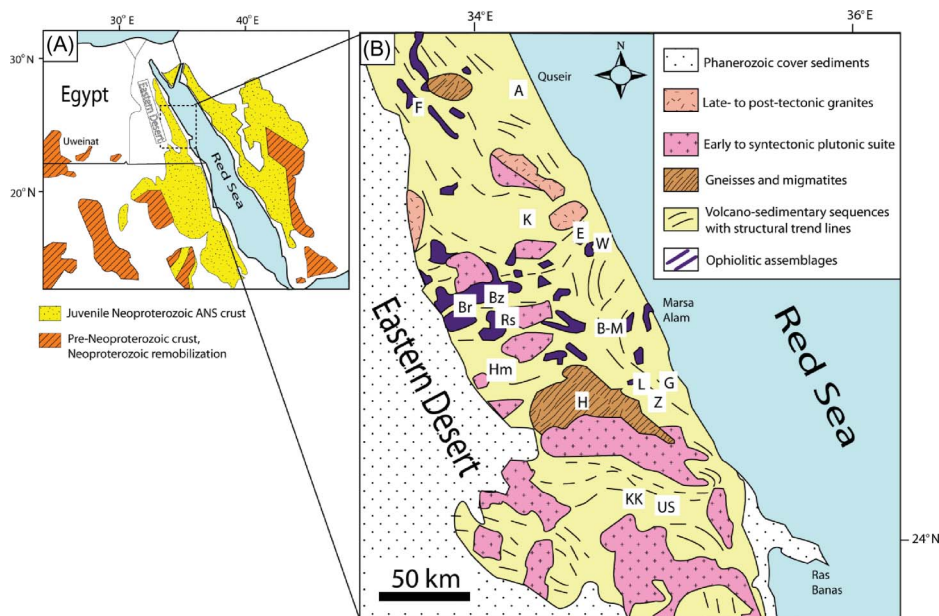 30° E
40° E
34° E
36° E
(A)
30°N
20°N
Egypt
Eastern Desert
Uweinat
Red Sea
Juvenile Neoproterozoic ANS crust
Pre-Neoproterozoic crust,
Neoproterozoic remobilization
(B)
Quseir
N
A
F
K
E
W
Bz
Br
Rs
B-M
Marsa
Alam
Hm
L
G
Z
H
KK
US
Eastern Desert
Red Sea
24°N
Ras
Banas
50 km
Phanerozoic cover sediments
Late- to post-tectonic granites
Early to syntectonic plutonic suite
Gneisses and migmatites
Volcano-sedimentary sequences
with structural trend lines
Ophiolitic assemblages